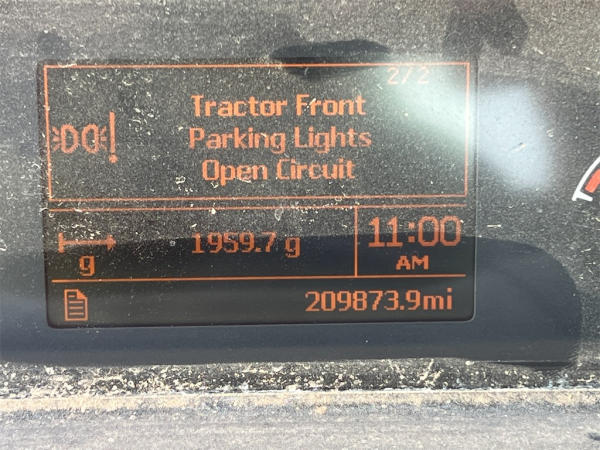 2/2
Tractor Front
Parking Lights
Open Circuit
1959.7 g
11:00
g
AM
209873.9mi